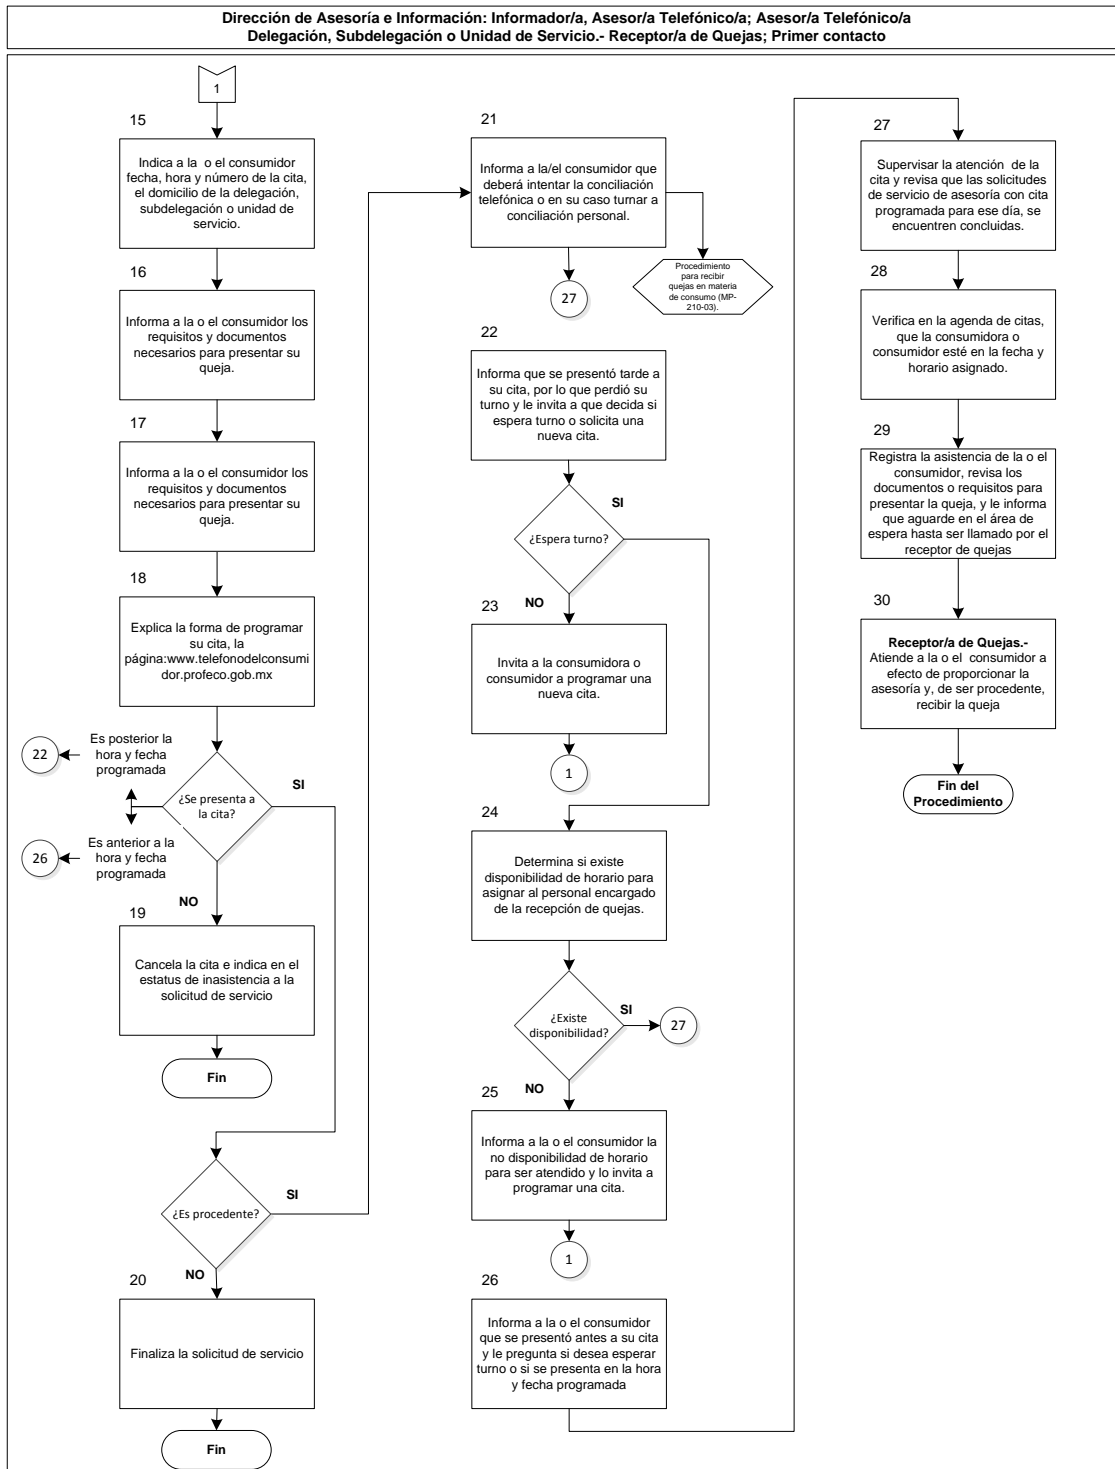 Dirección de Asesoría e Información: Informador/a, Asesor/a Telefónico/a; Asesor/a Telefónico/a
Delegación, Subdelegación o Unidad de Servicio.- Receptor/a de Quejas; Primer contacto
1
15
Indica a la o el consumidor
fecha, hora y número de la cita,
el domicilio de la delegación,
subdelegación o unidad de
servicio.
16
Informa a la o el consumidor los
requisitos y documentos
necesarios para presentar su
queja.
17
Informa a la o el consumidor los
requisitos y documentos
necesarios para presentar su
queja.
18
Explica la forma de programar
su cita, la
página:www.telefonodelconsumi
dor.profeco.gob.mx
22
Es posterior la
hora y fecha
programada
¿Se presenta a
la cita?
SI
26
Es anterior a la
hora y fecha
programada
NO
19
Cancela la cita e indica en el
estatus de inasistencia a la
solicitud de servicio
Fin
¿Es procedente?
SI
NO
20
Finaliza la solicitud de servicio
Fin
21
Informa a la/el consumidor que
deberá intentar la conciliación
telefónica o en su caso turnar a
conciliación personal.
27
Procedimiento
para recibir
quejas en materia
de consumo (MP-
210-03).
22
Informa que se presentó tarde a
su cita, por lo que perdió su
turno y le invita a que decida si
espera turno o solicita una
nueva cita.
¿Espera turno?
SI
NO
23
Invita a la consumidora o
consumidor a programar una
nueva cita.
1
24
Determina si existe
disponibilidad de horario para
asignar al personal encargado
de la recepción de quejas.
¿Existe
disponibilidad?
SI
27
NO
25
Informa a la o el consumidor la
no disponibilidad de horario
para ser atendido y lo invita a
programar una cita.
1
26
Informa a la o el consumidor
que se presentó antes a su cita
y le pregunta si desea esperar
turno o si se presenta en la hora
y fecha programada
27
Supervisar la atención de la
cita y revisa que las solicitudes
de servicio de asesoría con cita
programada para ese día, se
encuentren concluidas.
28
Verifica en la agenda de citas,
que la consumidora o
consumidor esté en la fecha y
horario asignado.
29
Registra la asistencia de la o el
consumidor, revisa los
documentos o requisitos para
presentar la queja, y le informa
que aguarde en el área de
espera hasta ser llamado por el
receptor de quejas
30
Receptor/a de Quejas.-
Atiende a la o el consumidor a
efecto de proporcionar la
asesoría y, de ser procedente,
recibir la queja
Fin del
Procedimiento